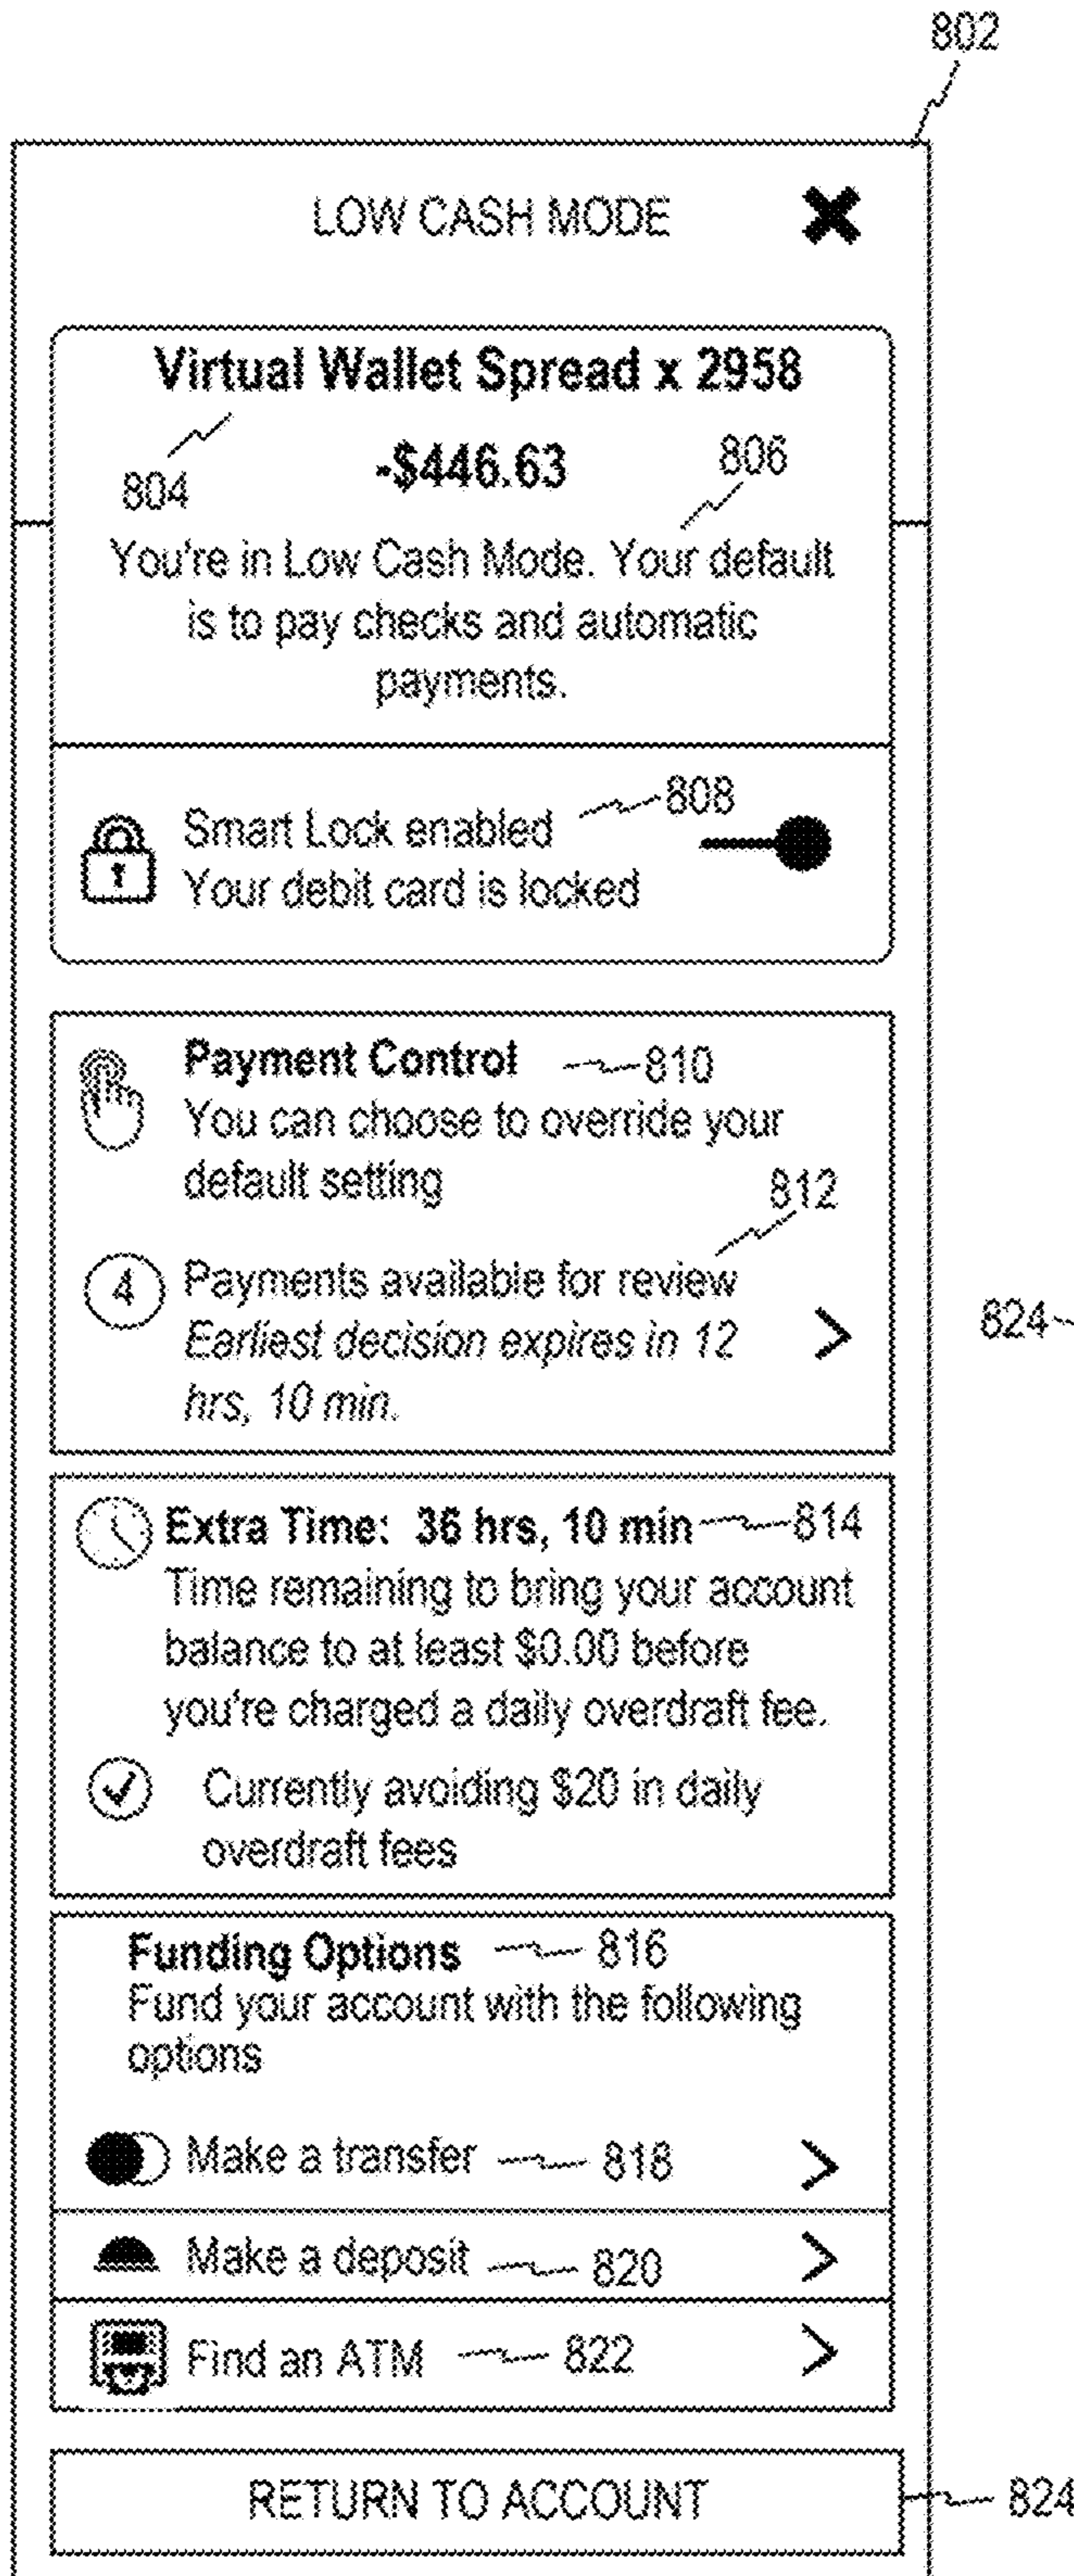 802
LOW CASH MODE
Virtual Wallet Spread x 2958
804
-$446.63
806
You're in Low Cash Mode. Your default
is to pay checks and automatic
payments.
808
Smart Lock enabled
Your debit card is locked
Payment Control
810
You can choose to override your
default setting
812
4
Payments available for review
Earliest decision expires in 12
hrs, 10 min.
824
Extra Time: 36 hrs, 10 min
814
Time remaining to bring your account
balance to at least $0.00 before
you're charged a daily overdraft fee.
Currently avoiding $20 in daily
overdraft fees
Funding Options
816
Fund your account with the following
options
Make a transfer
818
Make a deposit
820
Find an ATM
822
RETURN TO ACCOUNT
824